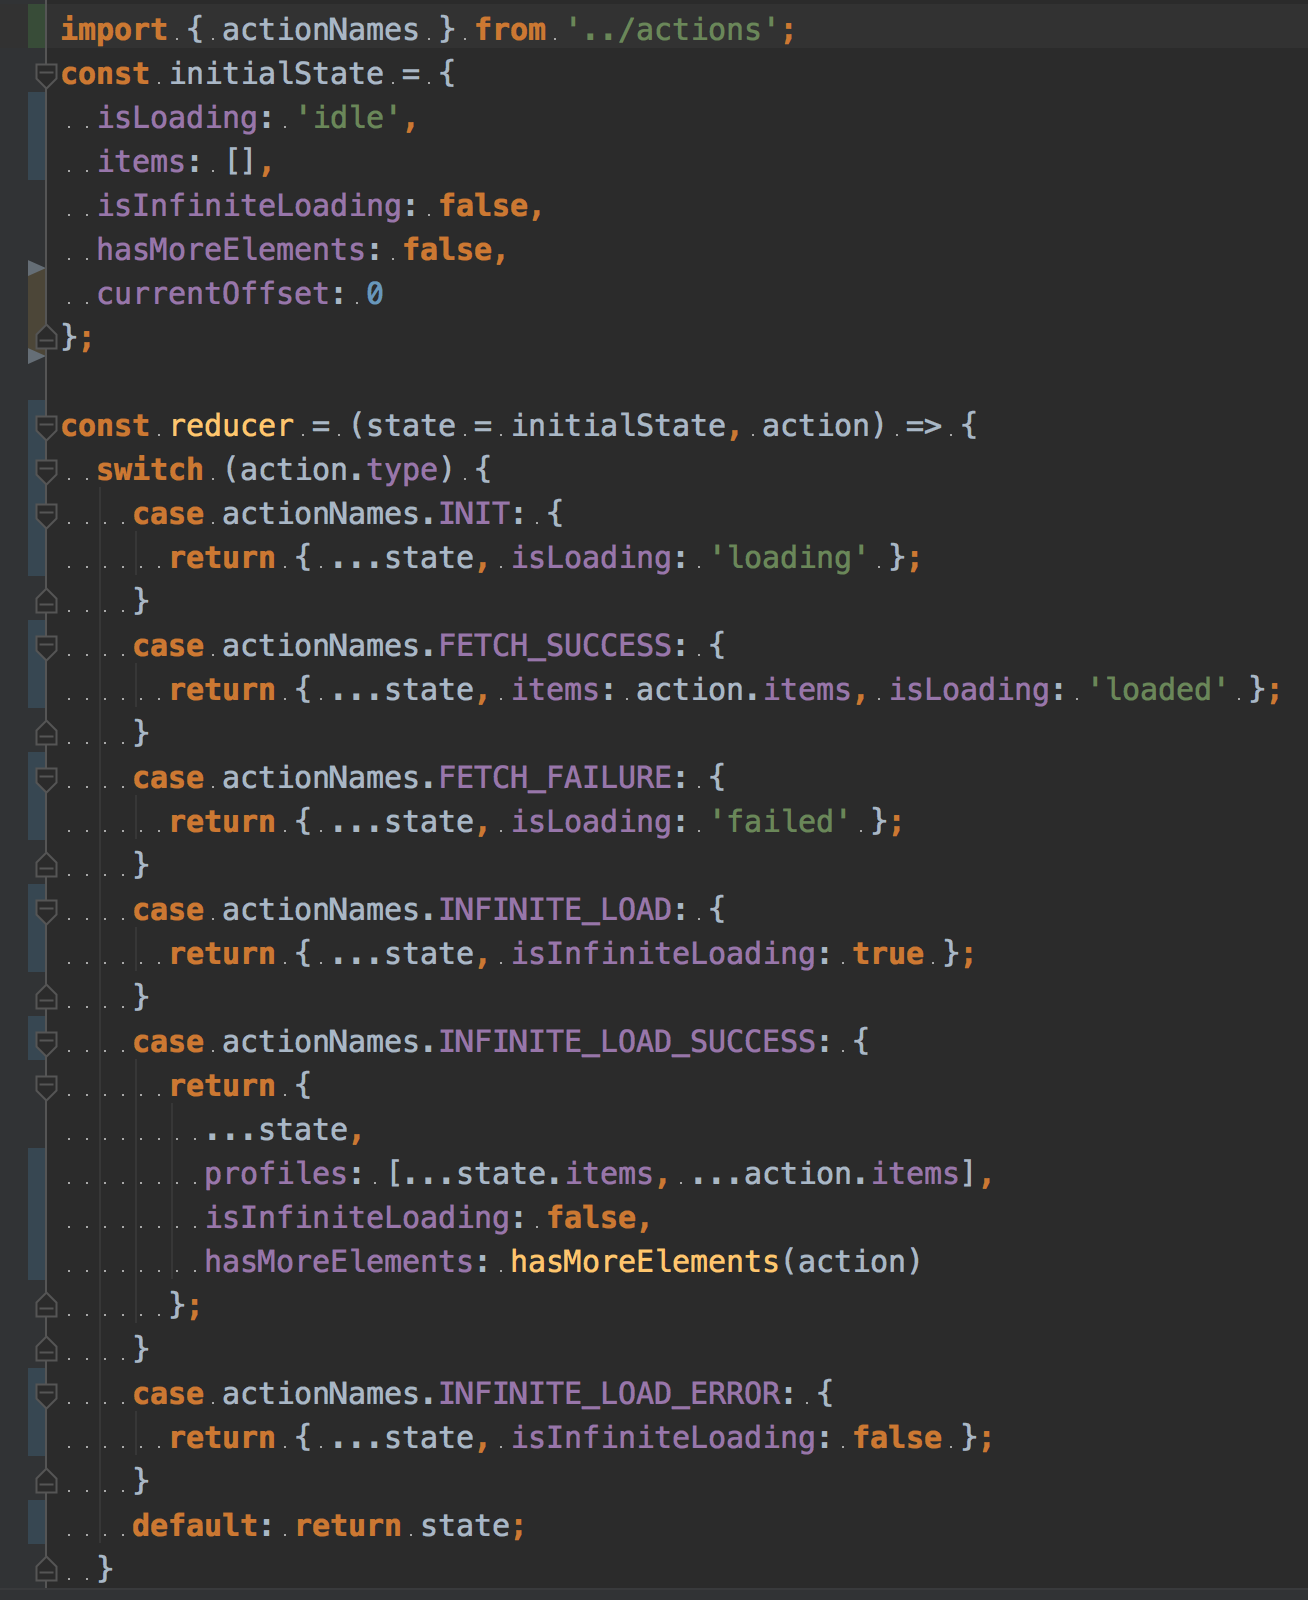 import { actionNames } from '../actions';
const initialState = {
  isLoading: 'idle',
  items: [],
  isInfiniteLoading: false,
  hasMoreElements: false,
  currentOffset: 0
};

const reducer = (state = initialState, action) => {
  switch (action.type) {
    case actionNames.INIT: {
      return { ...state, isLoading: 'loading' };
    }
    case actionNames.FETCH_SUCCESS: {
      return { ...state, items: action.items, isLoading: 'loaded' };
    }
    case actionNames.FETCH_FAILURE: {
      return { ...state, isLoading: 'failed' };
    }
    case actionNames.INFINITE_LOAD: {
      return { ...state, isInfiniteLoading: true };
    }
    case actionNames.INFINITE_LOAD_SUCCESS: {
      return {
        ...state,
        profiles: [...state.items, ...action.items],
        isInfiniteLoading: false,
        hasMoreElements: hasMoreElements(action)
      };
    }
    case actionNames.INFINITE_LOAD_ERROR: {
      return { ...state, isInfiniteLoading: false };
    }
    default: return state;
  }